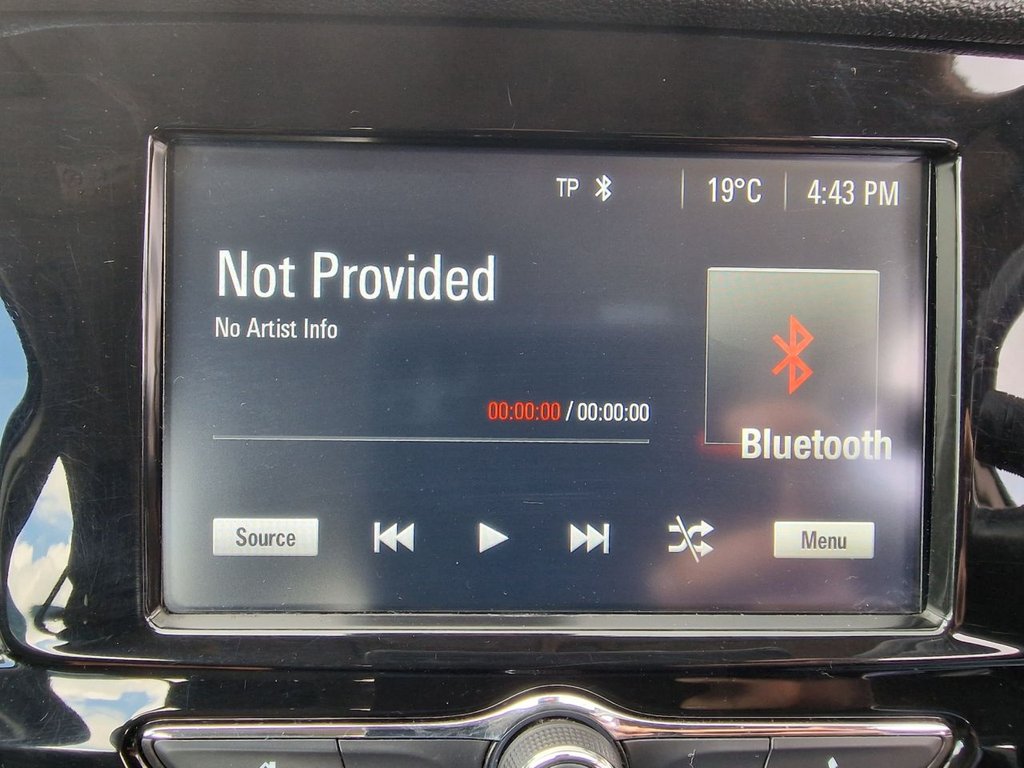 TP 19°C 4:43 PM
Not Provided
No Artist Info
00:00:00 / 00:00:00
Bluetooth
Source
Menu